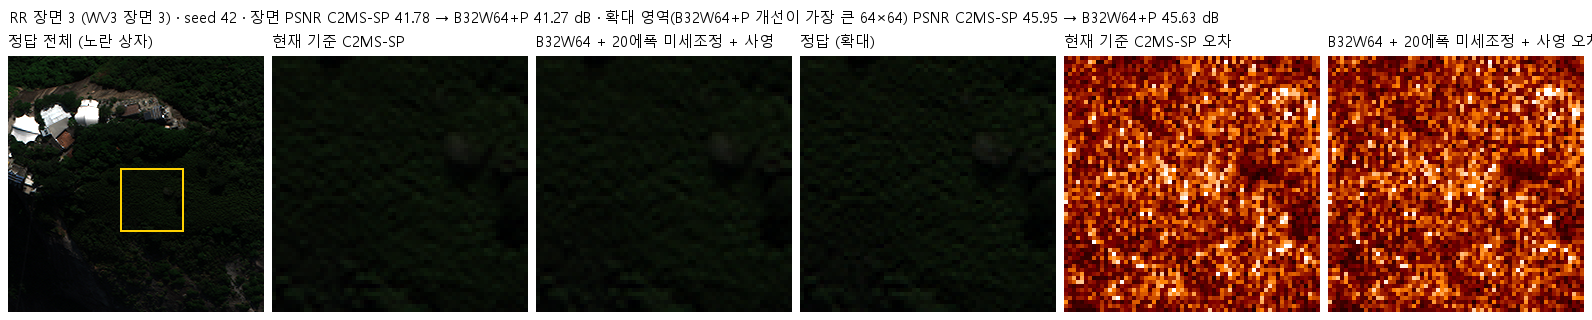 RR 장면 3 (WV3 장면 3) · seed 42 · 장면 PSNR C2MS-SP 41.78 → B32W64+P 41.27 dB · 확대 영역(B32W64+P 개선이 가장 큰 64×64) PSNR C2MS-SP 45.95 → B32W64+P 45.63 dB
정답 전체 (노란 상자)
현재 기준 C2MS-SP
B32W64 + 20에폭 미세조정 + 사영
정답 (확대)
현재 기준 C2MS-SP 오차
B32W64 + 20에폭 미세조정 + 사영 오차